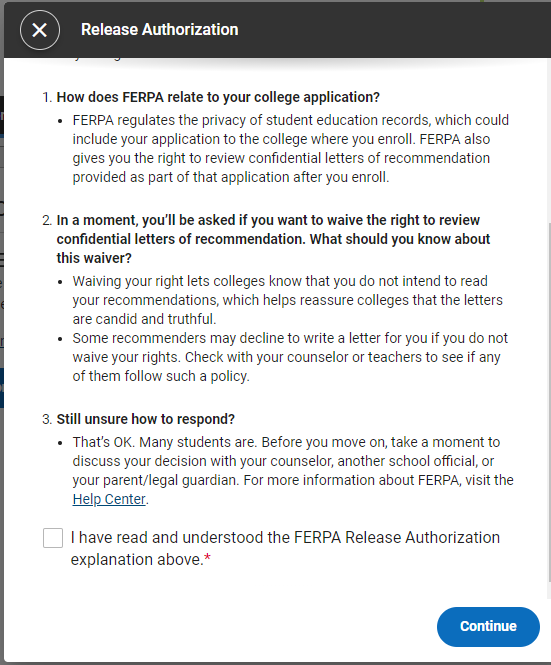 Release Authorization
1. How does FERPA relate to your college application?
• FERPA regulates the privacy of student education records, which could
include your application to the college where you enroll. FERPA also
gives you the right to review confidential letters of recommendation
provided as part of that application after you enroll.
2. In a moment, you’ll be asked if you want to waive the right to review
confidential letters of recommendation. What should you know about
this waiver?
• Waiving your right lets colleges know that you do not intend to read
your recommendations, which helps reassure colleges that the letters
are candid and truthful.
• Some recommenders may decline to write a letter for you if you do not
waive your rights. Check with your counselor or teachers to see if any
of them follow such a policy.
3. Still unsure how to respond?
• That’s OK. Many students are. Before you move on, take a moment to
discuss your decision with your counselor, another school official, or
your parent/legal guardian. For more information about FERPA, visit the
Help Center.
I have read and understood the FERPA Release Authorization
explanation above.*
Continue